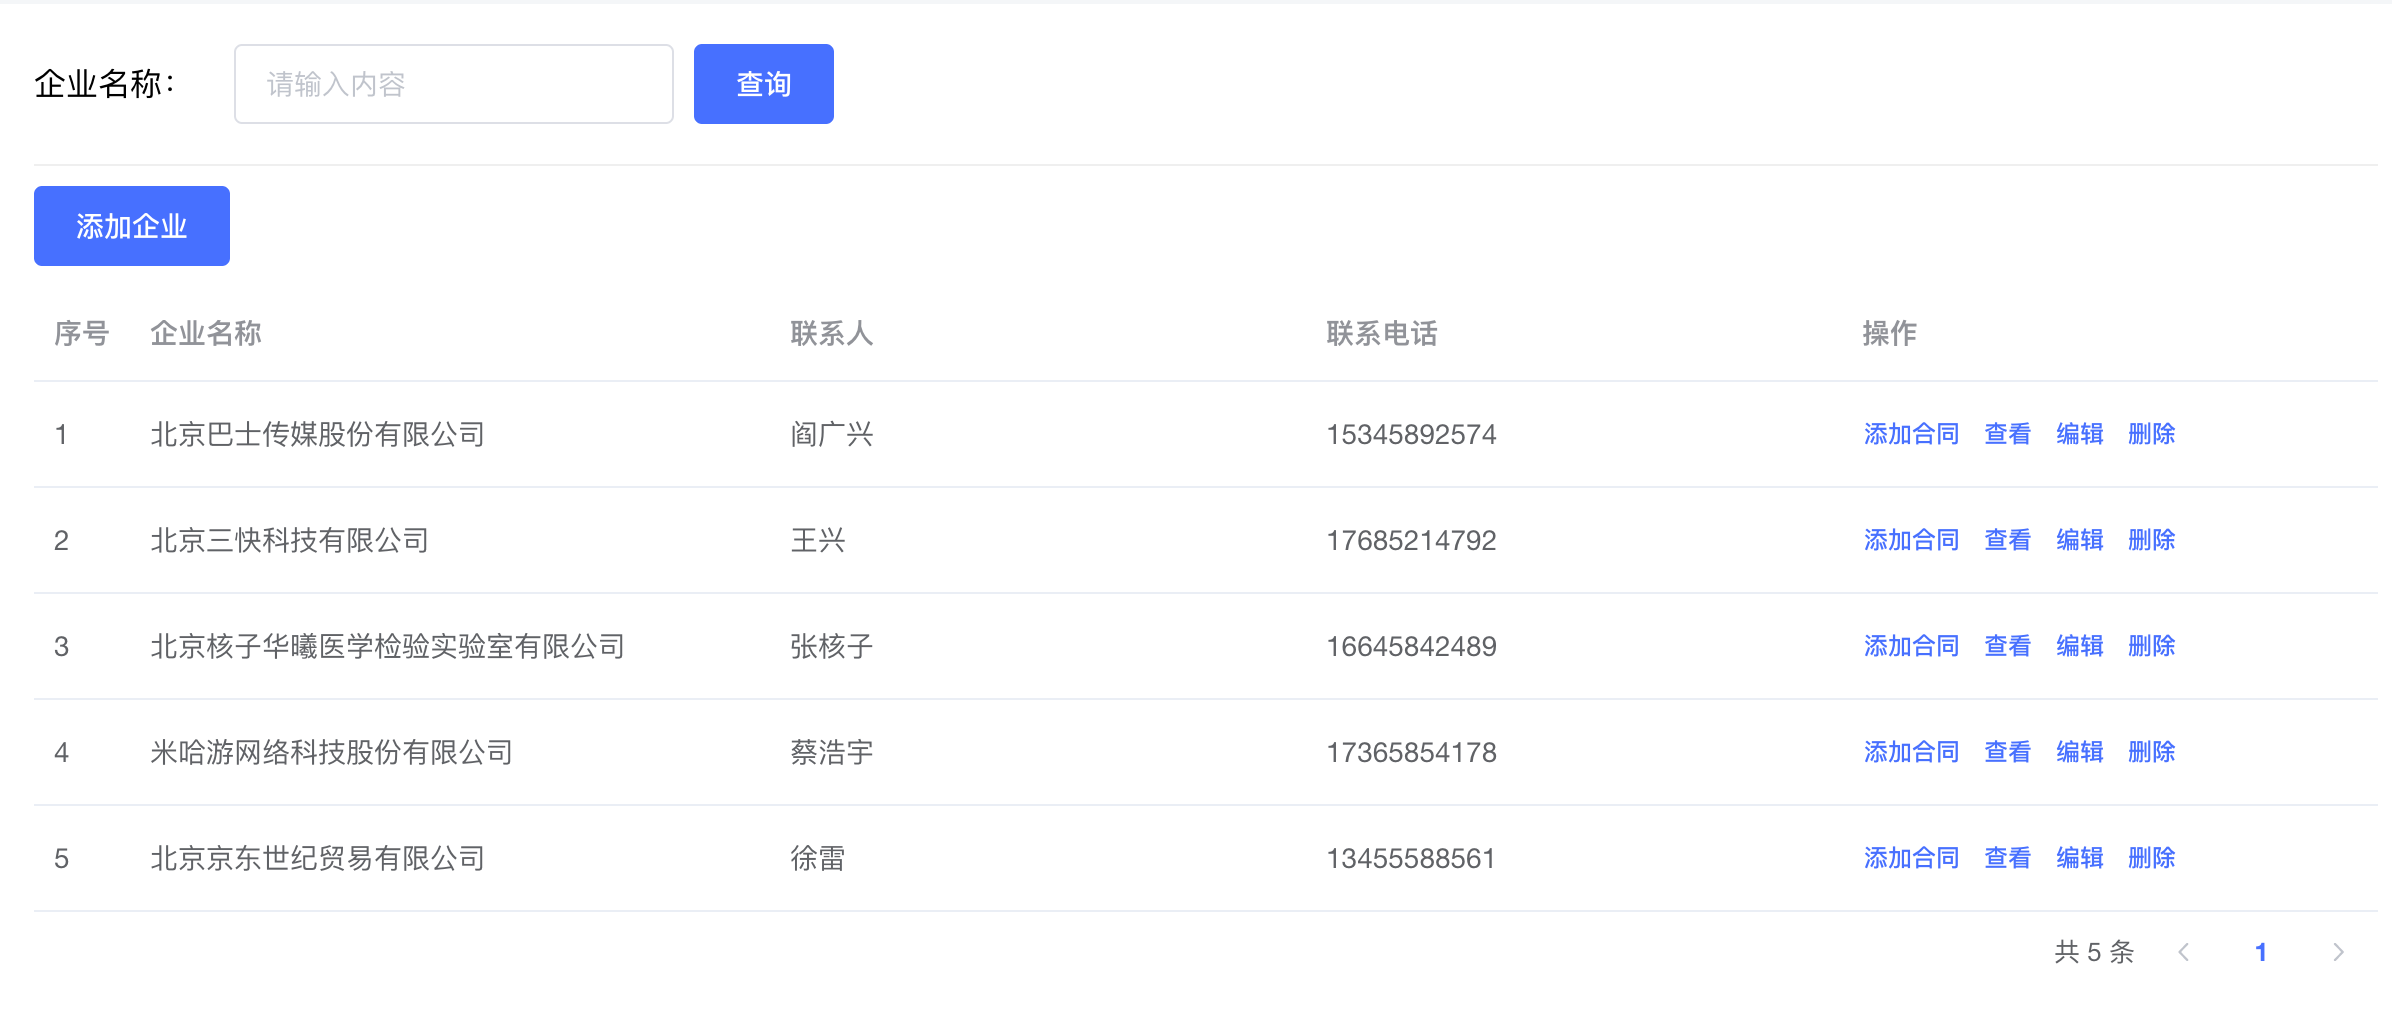 企业名称： 请输入内容 查询
添加企业
序号 企业名称 联系人 联系电话 操作
1 北京巴士传媒股份有限公司 阎广兴 15345892574 添加合同 查看 编辑 删除
2 北京三快科技有限公司 王兴 17685214792 添加合同 查看 编辑 删除
3 北京核子华曦医学检验实验室有限公司 张核子 16645842489 添加合同 查看 编辑 删除
4 米哈游网络科技股份有限公司 蔡浩宇 17365854178 添加合同 查看 编辑 删除
5 北京京东世纪贸易有限公司 徐雷 13455588561 添加合同 查看 编辑 删除
共 5 条 1